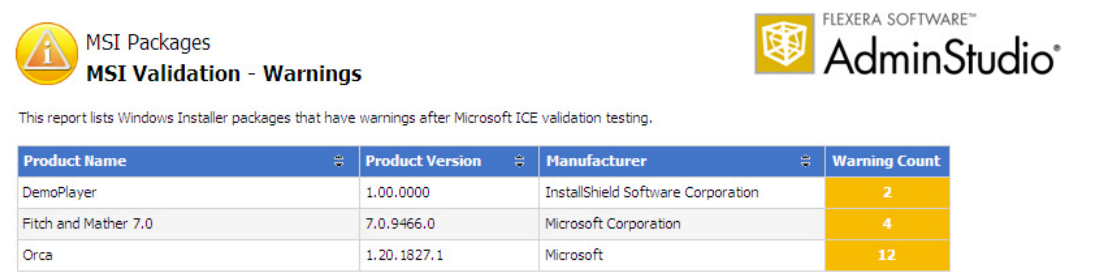 MSI Packages
MSI Validation - Warnings
FLEXERA SOFTWARE™
AdminStudio®
This report lists Windows Installer packages that have warnings after Microsoft ICE validation testing.
Product Name Product Version Manufacturer Warning Count
DemoPlayer 1.00.0000 InstallShield Software Corporation 2
Fitch and Mather 7.0 7.0.9466.0 Microsoft Corporation 4
Orca 1.20.1827.1 Microsoft 12